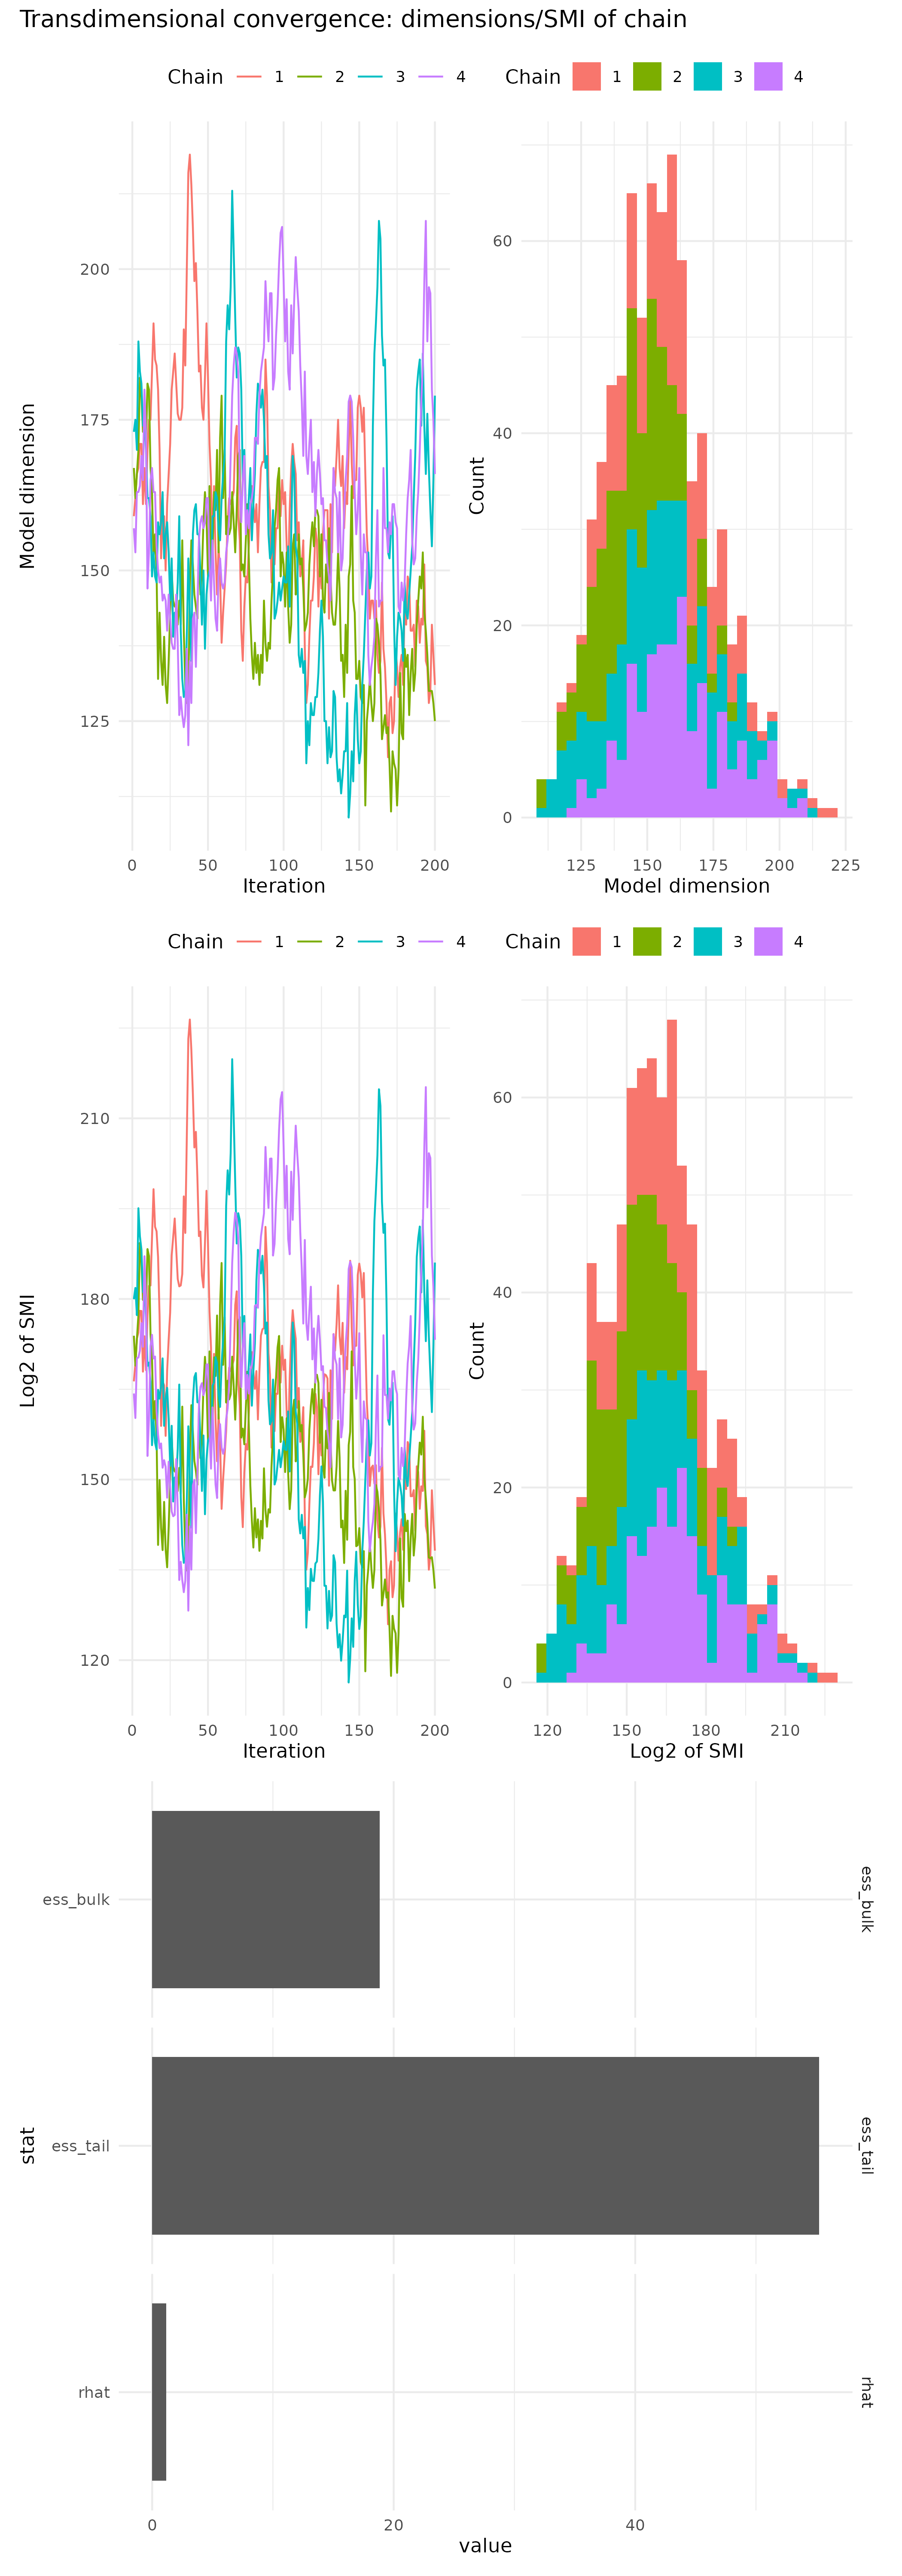 Transdimensional convergence: dimensions/SMI of chain
Chain 1 2 3 4
Chain 1 2 3 4
Model dimension
200
175
150
125
0 50 100 150 200
Iteration
Count
60
40
20
0
125 150 175 200 225
Model dimension
Chain 1 2 3 4
Chain 1 2 3 4
Log2 of SMI
210
180
150
120
0 50 100 150 200
Iteration
Count
60
40
20
0
120 150 180 210
Log2 of SMI
stat
ess_bulk
ess_bulk
ess_tail
ess_tail
rhat
rhat
0 20 40
value